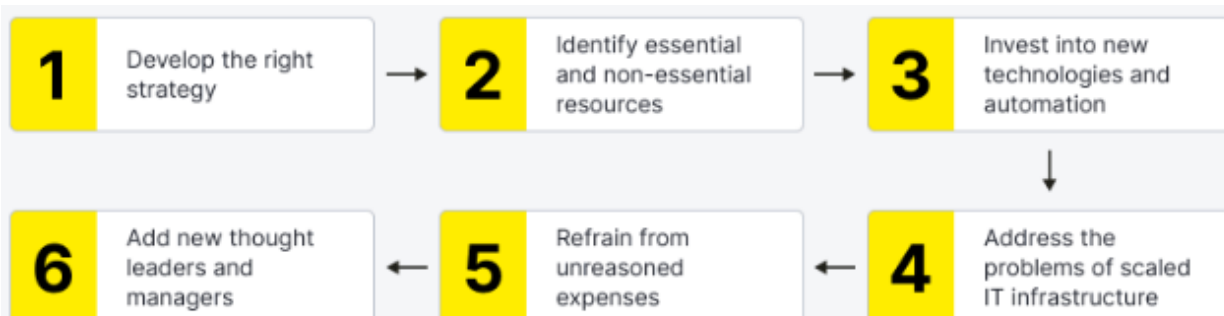 1
Develop the right
strategy
2
Identify essential
and non-essential
resources
3
Invest into new
technologies and
automation
4
Address the
problems of scaled
IT infrastructure
5
Refrain from
unreasoned
expenses
6
Add new thought
leaders and
managers